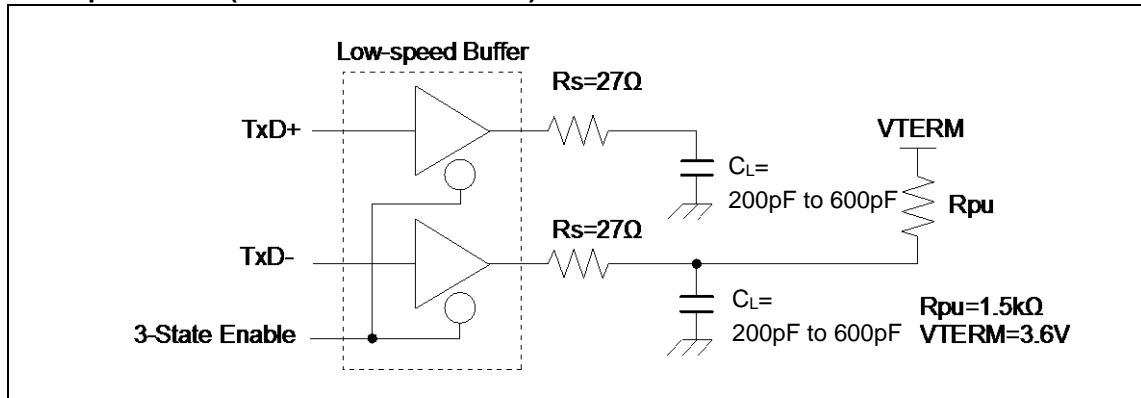 Low-speed Buffer
Rs=27Ω
TxD+
VTERM
CL=
200pF to 600pF
Rpu
Rs=27Ω
TxD-
CL=
200pF to 600pF
Rpu=1.5kΩ
VTERM=3.6V
3-State Enable